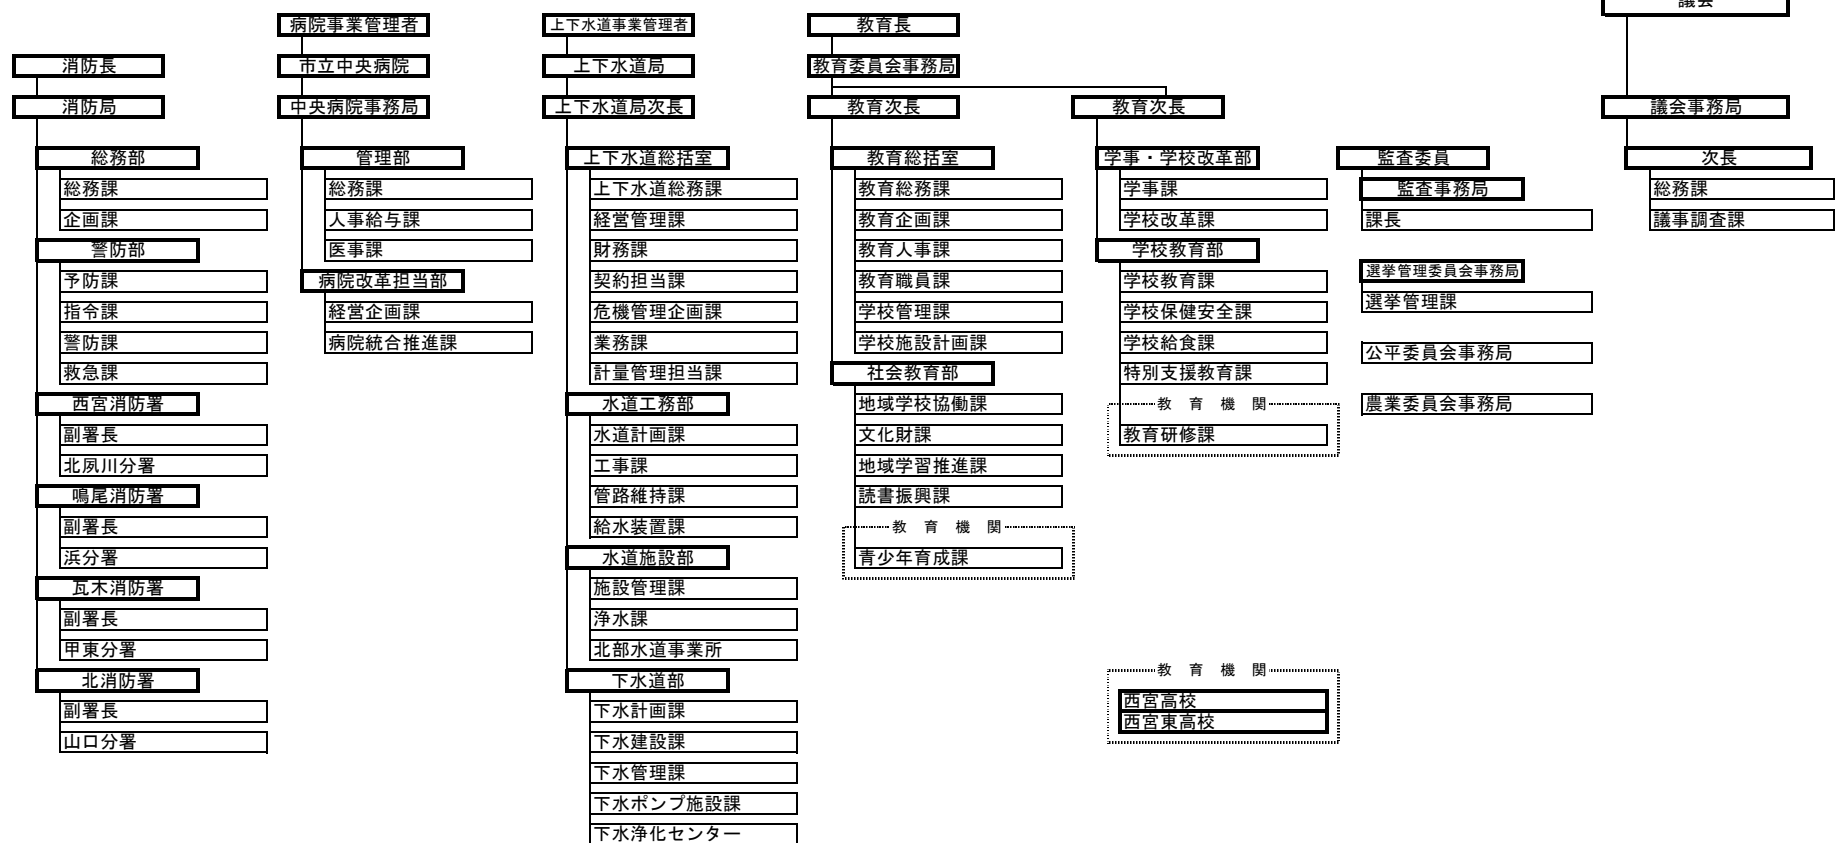 消防長
消防局
総務部
総務課
企画課
警防部
予防課
指令課
警防課
救急課
西宮消防署
副署長
北夙川分署
鳴尾消防署
副署長
浜分署
瓦木消防署
副署長
甲東分署
北消防署
副署長
山口分署
病院事業管理者
市立中央病院
中央病院事務局
管理部
総務課
人事給与課
医事課
病院改革担当部
経営企画課
病院統合推進課
上下水道事業管理者
上下水道局
上下水道局次長
上下水道総括室
上下水道総務課
経営管理課
財務課
契約担当課
危機管理企画課
業務課
計量管理担当課
水道工務部
水道計画課
工事課
管路維持課
給水装置課
水道施設部
施設管理課
浄水課
北部水道事業所
下水道部
下水計画課
下水建設課
下水管理課
下水ポンプ施設課
下水浄化センター
教育長
教育委員会事務局
教育次長
教育総括室
教育総務課
教育企画課
教育人事課
教育職員課
学校管理課
学校施設計画課
社会教育部
地域学校協働課
文化財課
地域学習推進課
読書振興課
教　育　機　関
青少年育成課
教育次長
学事・学校改革部
学事課
学校改革課
学校教育部
学校教育課
学校保健安全課
学校給食課
特別支援教育課
教　育　機　関
教育研修課
教　育　機　関
西宮高校
西宮東高校
監査委員
監査事務局
課長
選挙管理委員会事務局
選挙管理課
公平委員会事務局
農業委員会事務局
議会
議会事務局
次長
総務課
議事調査課